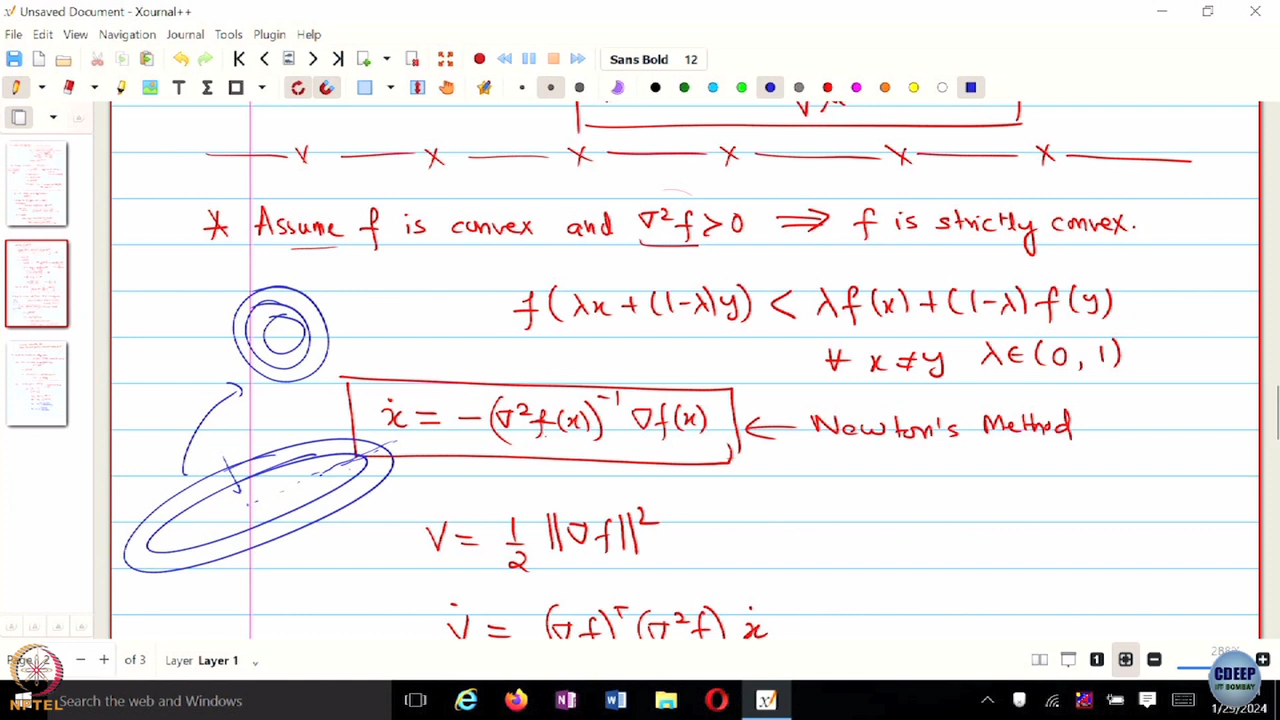 Unsaved Document - Xournal++
File Edit View Navigation Journal Tools Plugin Help
Sans Bold 12
∇
— v — x — x — x — x — x —
* Assume f is convex and ∇²f > 0 ⟹ f is strictly convex.
f(λx + (1-λ)y) < λf(x) + (1-λ)f(y)
∀ x ≠ y λ ∈ (0, 1)
ẋ = -(∇²f(x))⁻¹ ∇f(x) ← Newton's Method
V = 1/2 ||∇f||²
V̇ = (∇f)ᵀ (∇²f) ẋ
Page 2 of 3 Layer Layer 1 288%
Search the web and Windows
NPTEL
CDEEP
IIT BOMBAY
1/29/2024